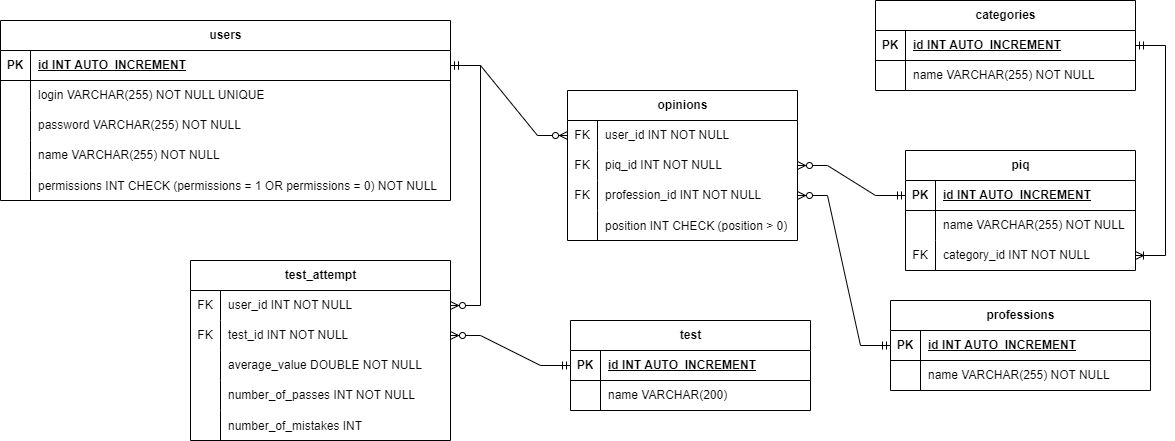 users
PK id INT AUTO_INCREMENT
login VARCHAR(255) NOT NULL UNIQUE
password VARCHAR(255) NOT NULL
name VARCHAR(255) NOT NULL
permissions INT CHECK (permissions = 1 OR permissions = 0) NOT NULL
opinions
FK user_id INT NOT NULL
FK piq_id INT NOT NULL
FK profession_id INT NOT NULL
position INT CHECK (position > 0)
categories
PK id INT AUTO_INCREMENT
name VARCHAR(255) NOT NULL
piq
PK id INT AUTO_INCREMENT
name VARCHAR(255) NOT NULL
FK category_id INT NOT NULL
test_attempt
FK user_id INT NOT NULL
FK test_id INT NOT NULL
average_value DOUBLE NOT NULL
number_of_passes INT NOT NULL
number_of_mistakes INT
test
PK id INT AUTO_INCREMENT
name VARCHAR(200)
professions
PK id INT AUTO_INCREMENT
name VARCHAR(255) NOT NULL